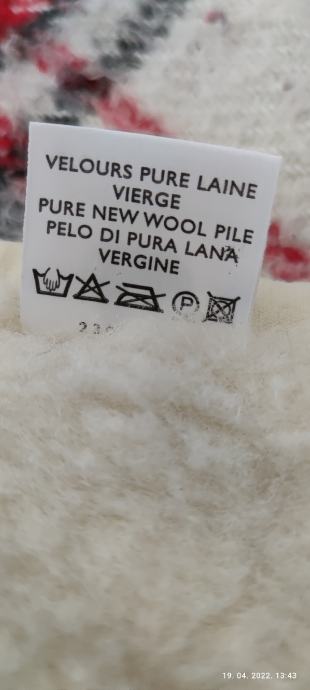 VELOURS PURE LAINE
VIERGE
PURE NEW WOOL PILE
PELO DI PURA LANA
VERGINE
P
19. 04. 2022. 13:43